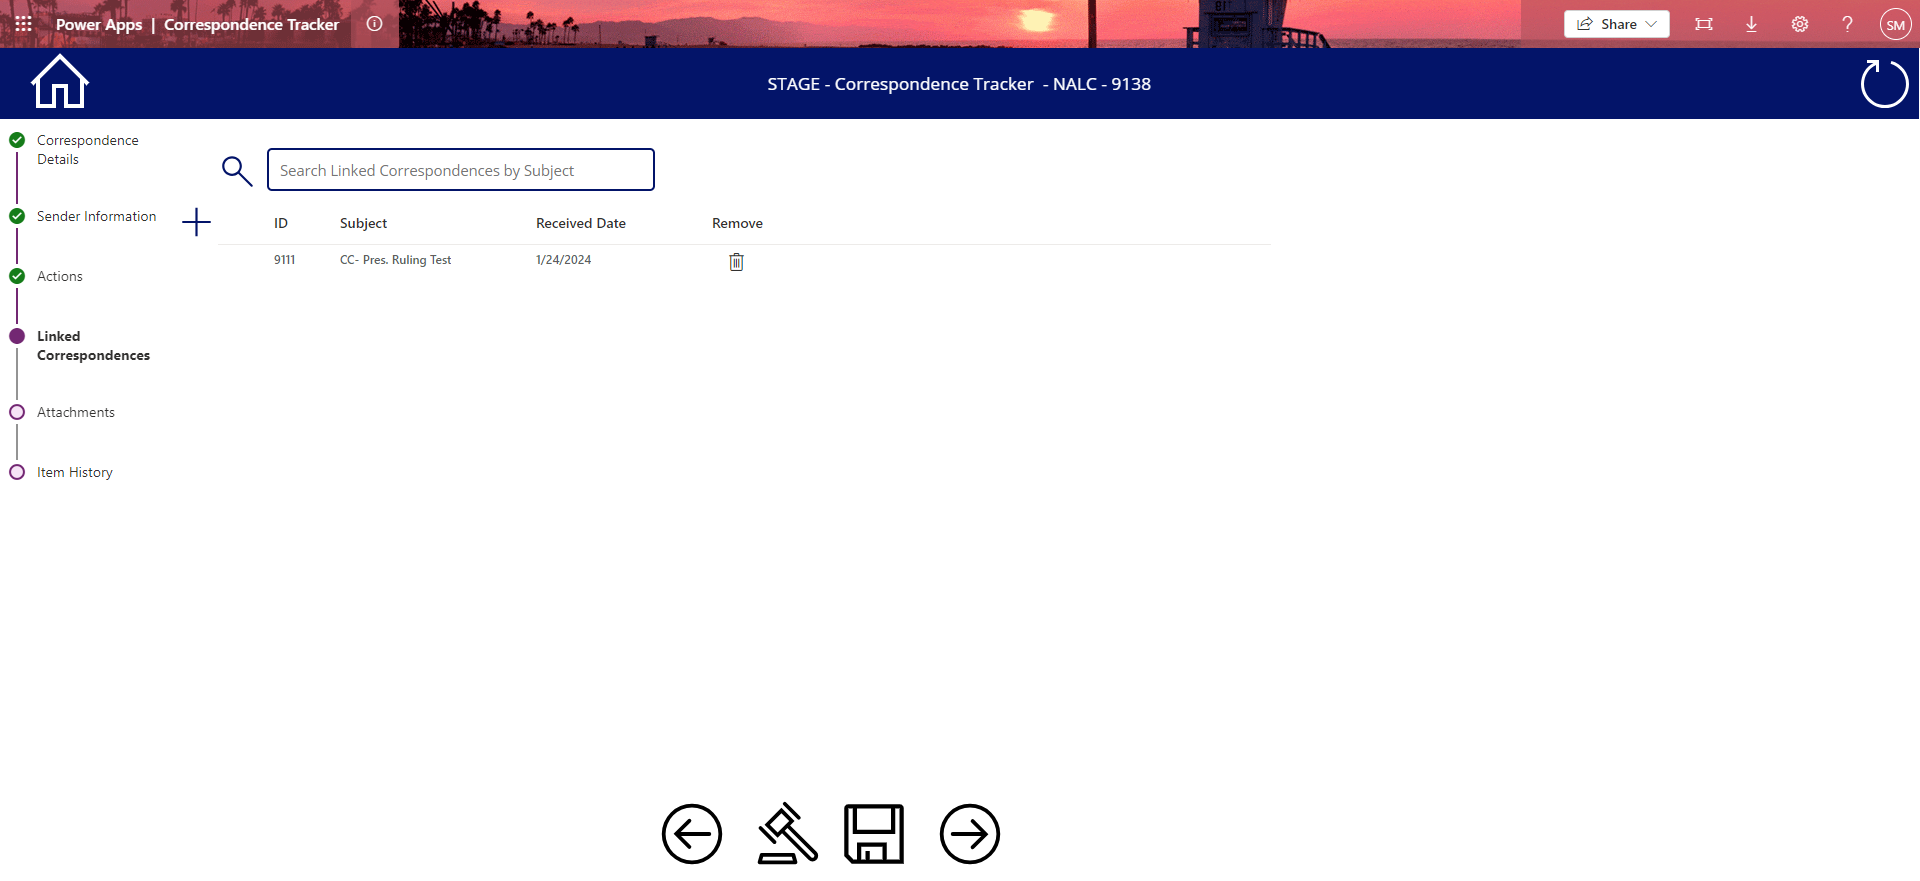 Power Apps | Correspondence Tracker
Share
?
SM
STAGE - Correspondence Tracker - NALC - 9138
Correspondence
Details
Sender Information
Actions
Linked
Correspondences
Attachments
Item History
Search Linked Correspondences by Subject
ID Subject Received Date Remove
9111 CC- Pres. Ruling Test 1/24/2024